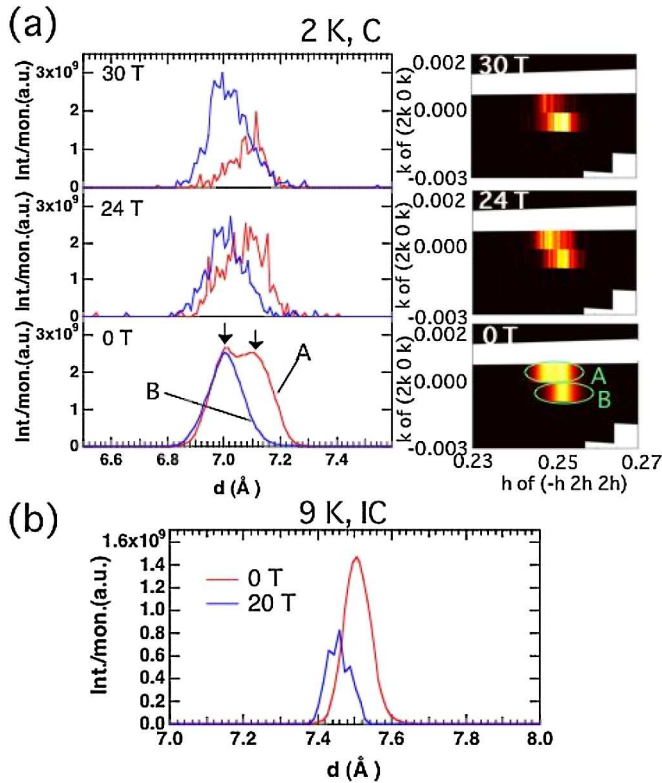 (a)
2 K, C
30 T
3x10⁹
2
1
0
Int./mon.(a.u.)
24 T
3x10⁹
2
1
0
Int./mon.(a.u.)
0 T
3x10⁹
2
1
0
Int./mon.(a.u.)
A
B
6.6 6.8 7.0 7.2 7.4
d (Å)
30 T
0.002
0.000
-0.003
k of (2k 0 k)
24 T
0.002
0.000
-0.003
k of (2k 0 k)
0 T
0.002
0.000
-0.003
k of (2k 0 k)
A
B
0.23 0.25 0.27
h of (-h 2h 2h)
(b)
9 K, IC
1.6x10⁹
1.4
1.2
1.0
0.8
0.6
0.4
0.2
0.0
Int./mon.(a.u.)
0 T
20 T
7.0 7.2 7.4 7.6 7.8 8.0
d (Å)